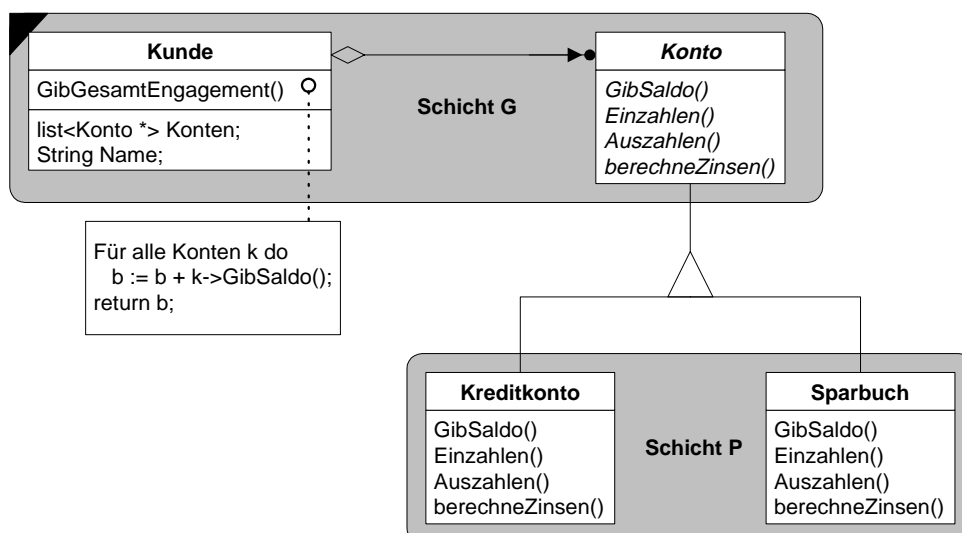 Kunde
GibGesamtEngagement()
list<Konto *> Konten;
String Name;
Schicht G
Konto
GibSaldo()
Einzahlen()
Auszahlen()
berechneZinsen()
Für alle Konten k do
b := b + k->GibSaldo();
return b;
Kreditkonto
GibSaldo()
Einzahlen()
Auszahlen()
berechneZinsen()
Schicht P
Sparbuch
GibSaldo()
Einzahlen()
Auszahlen()
berechneZinsen()